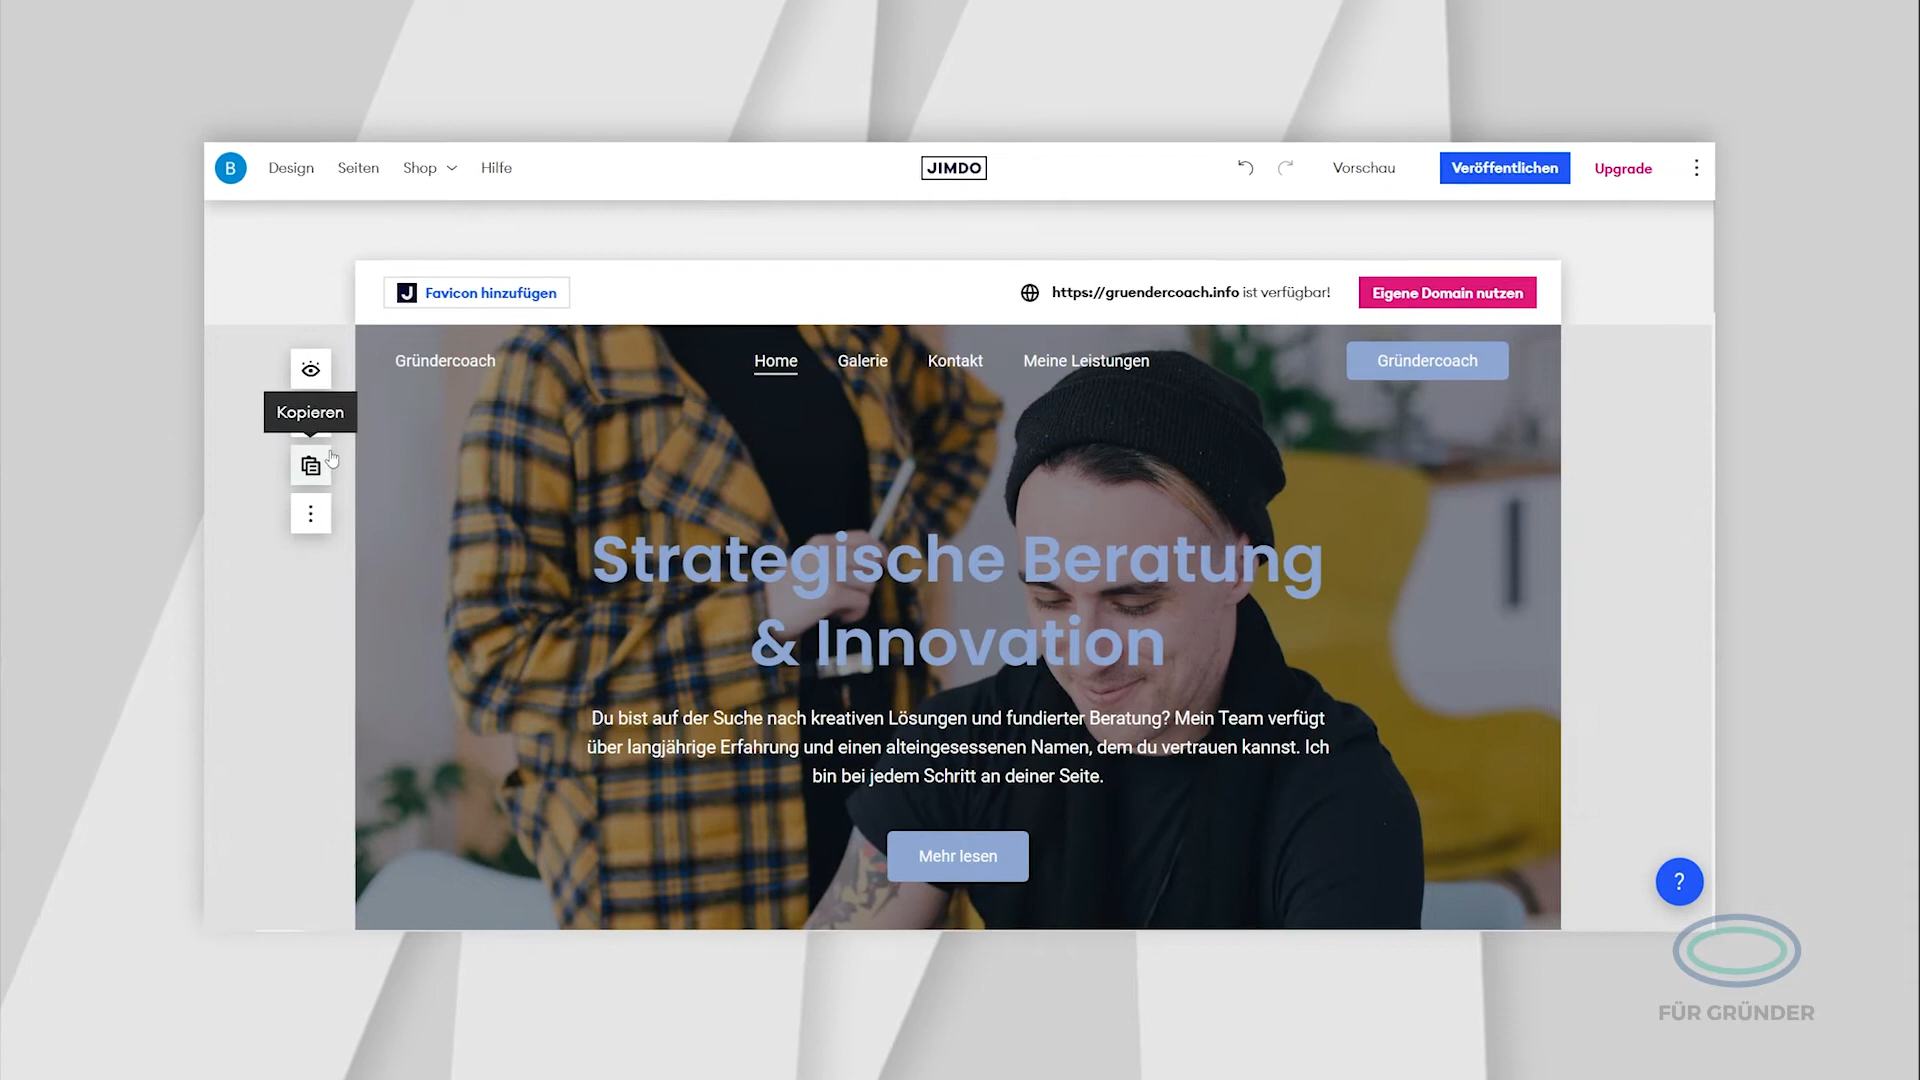 B Design Seiten Shop Hilfe JIMDO Vorschau Veröffentlichen Upgrade
J Favicon hinzufügen https://gruendercoach.info ist verfügbar! Eigene Domain nutzen
Gründercoach Home Galerie Kontakt Meine Leistungen Gründercoach
Kopieren
Strategische Beratung
& Innovation
Du bist auf der Suche nach kreativen Lösungen und fundierter Beratung? Mein Team verfügt
über langjährige Erfahrung und einen alteingesessenen Namen, dem du vertrauen kannst. Ich
bin bei jedem Schritt an deiner Seite.
Mehr lesen
?
FÜR GRÜNDER